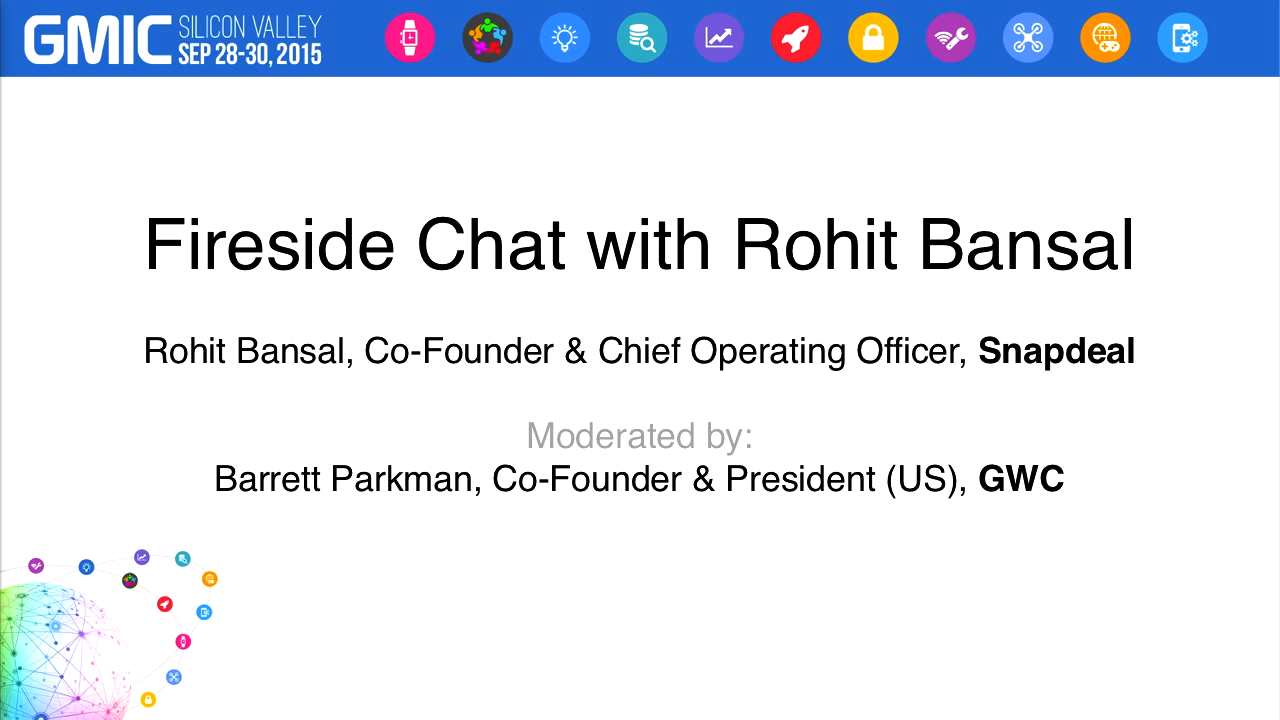 GMIC SILICON VALLEY
SEP 28-30, 2015
Fireside Chat with Rohit Bansal
Rohit Bansal, Co-Founder & Chief Operating Officer, Snapdeal
Moderated by:
Barrett Parkman, Co-Founder & President (US), GWC